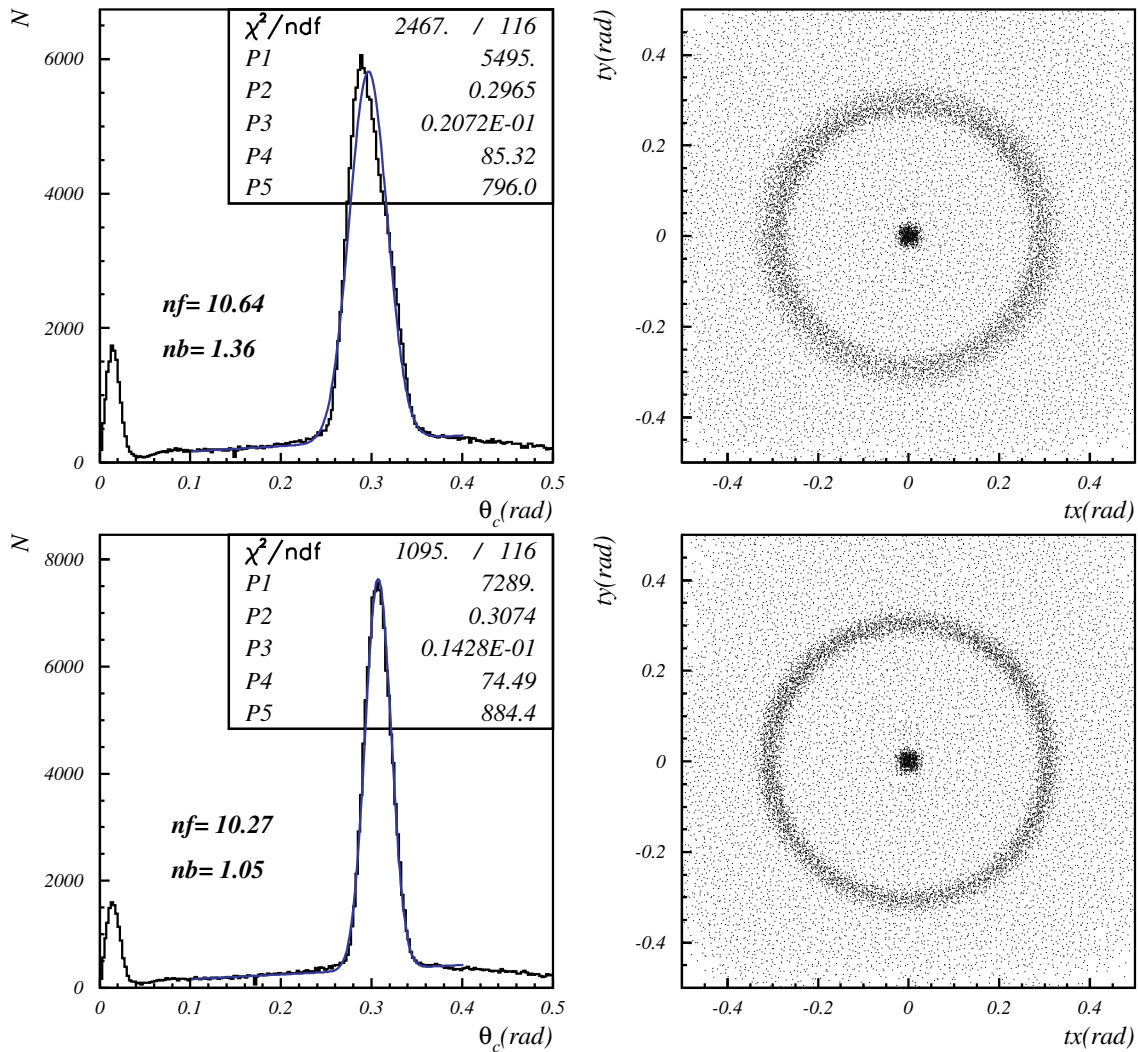 N
χ²/ndf 2467. / 116
P1 5495.
P2 0.2965
P3 0.2072E-01
P4 85.32
P5 796.0
nf= 10.64
nb= 1.36
6000
4000
2000
0
0 0.1 0.2 0.3 0.4 0.5
θc(rad)
ty(rad)
0.4
0.2
0
-0.2
-0.4
-0.4 -0.2 0 0.2 0.4
tx(rad)
N
χ²/ndf 1095. / 116
P1 7289.
P2 0.3074
P3 0.1428E-01
P4 74.49
P5 884.4
nf= 10.27
nb= 1.05
8000
6000
4000
2000
0
0 0.1 0.2 0.3 0.4 0.5
θc(rad)
ty(rad)
0.4
0.2
0
-0.2
-0.4
-0.4 -0.2 0 0.2 0.4
tx(rad)